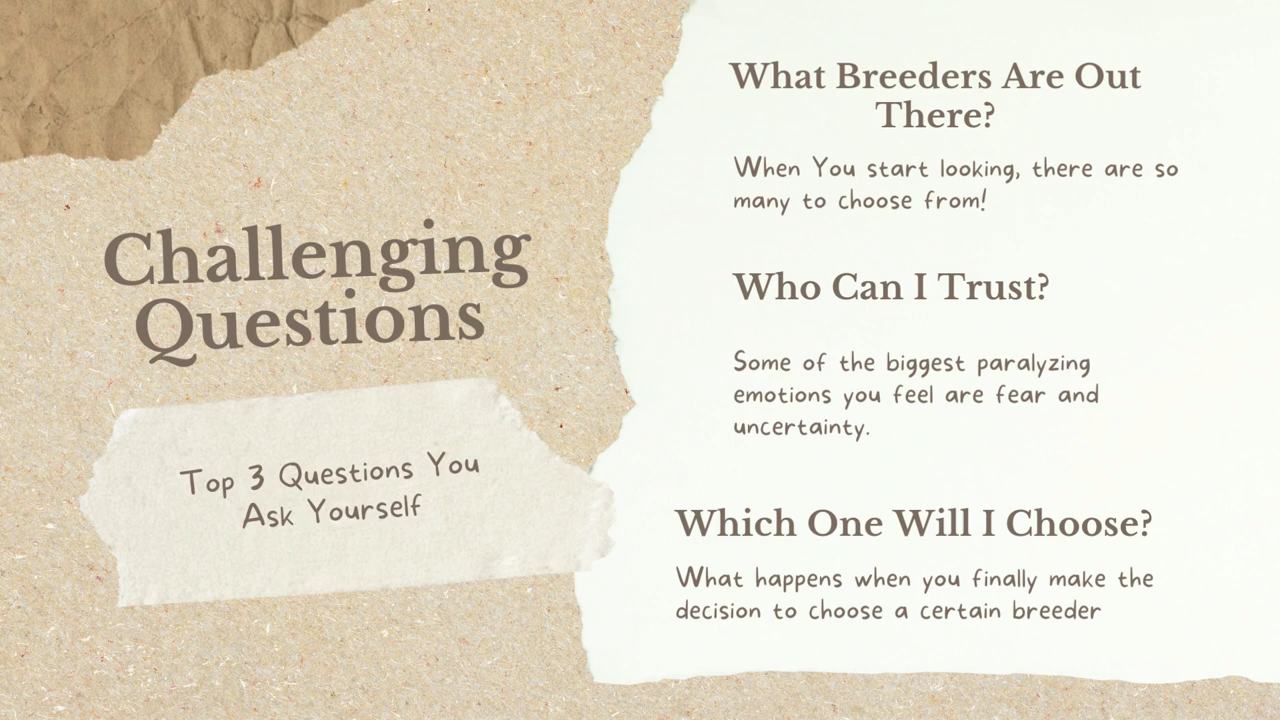 Challenging
Questions
Top 3 Questions You
Ask Yourself
What Breeders Are Out
There?
When You start looking, there are so
many to choose from!
Who Can I Trust?
Some of the biggest paralyzing
emotions you feel are fear and
uncertainty.
Which One Will I Choose?
What happens when you finally make the
decision to choose a certain breeder